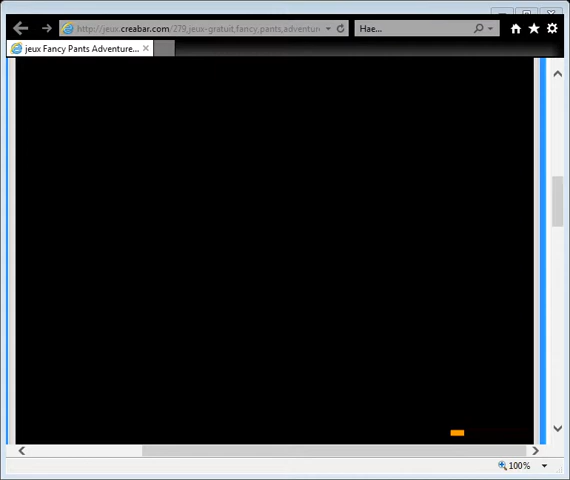 http://jeux.creabar.com/279,jeux-gratuit,fancy,pants,adventur
Hae...
jeux Fancy Pants Adventure...
100%